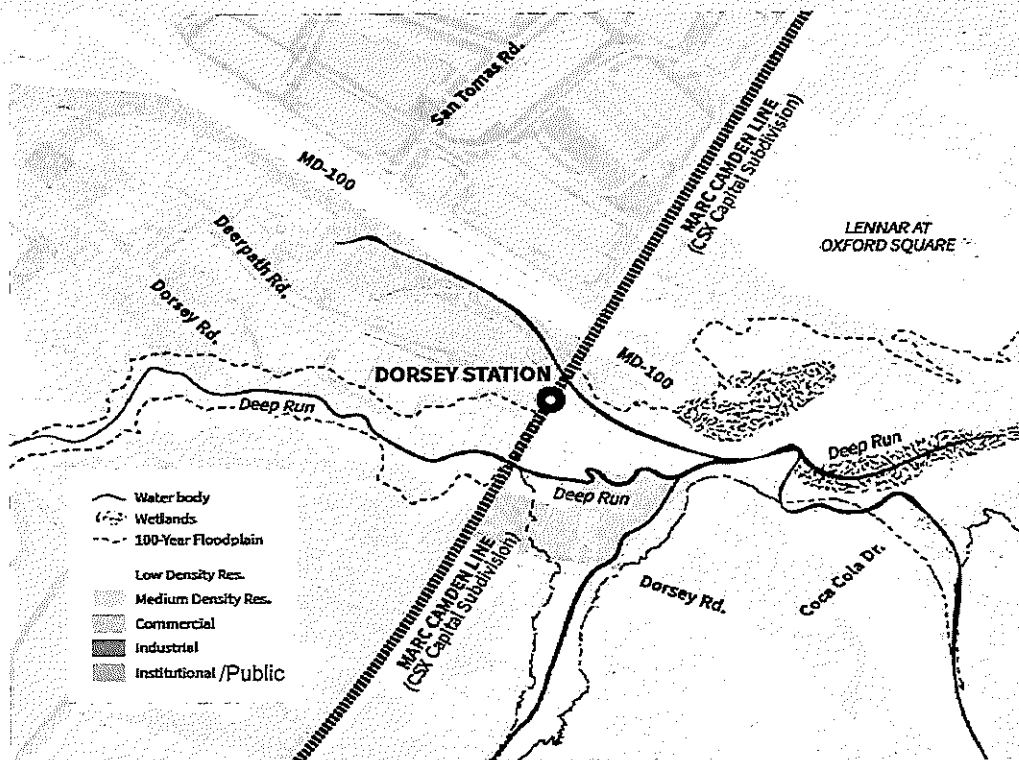 San Tomas Rd.
MD-100
MARC CAMDEN LINE
(CSX Capital Subdivision)
LENNAR AT
OXFORD SQUARE
Deerpath Rd.
Dorsey Rd.
DORSEY STATION
MD-100
Deep Run
Deep Run
Deep Run
Water body
Wetlands
100-Year Floodplain
Low Density Res.
Medium Density Res.
Commercial
Industrial
Institutional /Public
MARC CAMDEN LINE
(CSX Capital Subdivision)
Dorsey Rd.
Coca Cola Dr.